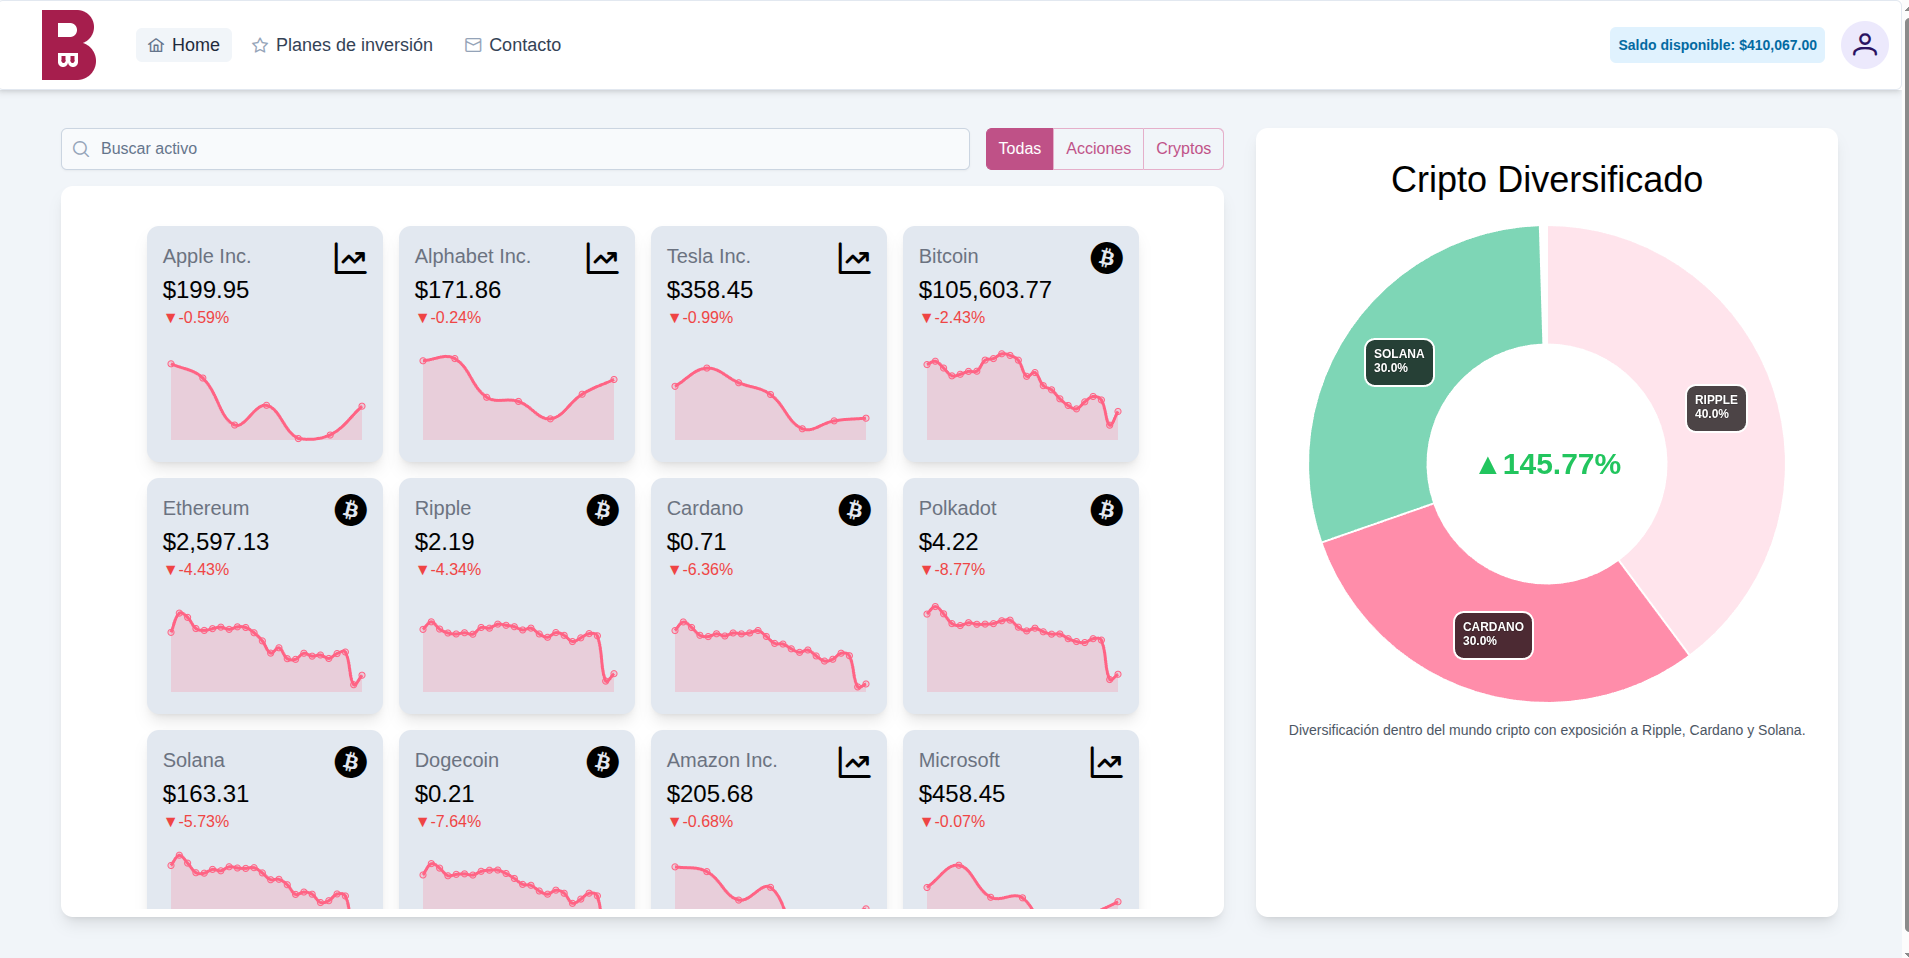 B
Home
Planes de inversión
Contacto
Saldo disponible: $410,067.00
Buscar activo
Todas
Acciones
Cryptos
Apple Inc.
$199.95
▼-0.59%
Alphabet Inc.
$171.86
▼-0.24%
Tesla Inc.
$358.45
▼-0.99%
Bitcoin
$105,603.77
▼-2.43%
Ethereum
$2,597.13
▼-4.43%
Ripple
$2.19
▼-4.34%
Cardano
$0.71
▼-6.36%
Polkadot
$4.22
▼-8.77%
Solana
$163.31
▼-5.73%
Dogecoin
$0.21
▼-7.64%
Amazon Inc.
$205.68
▼-0.68%
Microsoft
$458.45
▼-0.07%
Cripto Diversificado
SOLANA
30.0%
RIPPLE
40.0%
▲145.77%
CARDANO
30.0%
Diversificación dentro del mundo cripto con exposición a Ripple, Cardano y Solana.